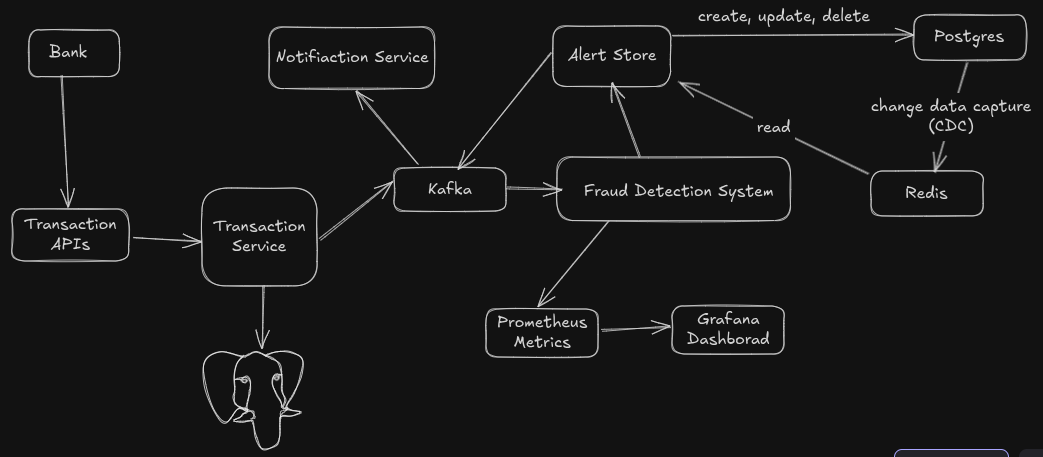 create, update, delete
Bank
Notifiaction Service
Alert Store
Postgres
change data capture
(CDC)
read
Kafka
Fraud Detection System
Redis
Transaction
APIs
Transaction
Service
Prometheus
Metrics
Grafana
Dashborad